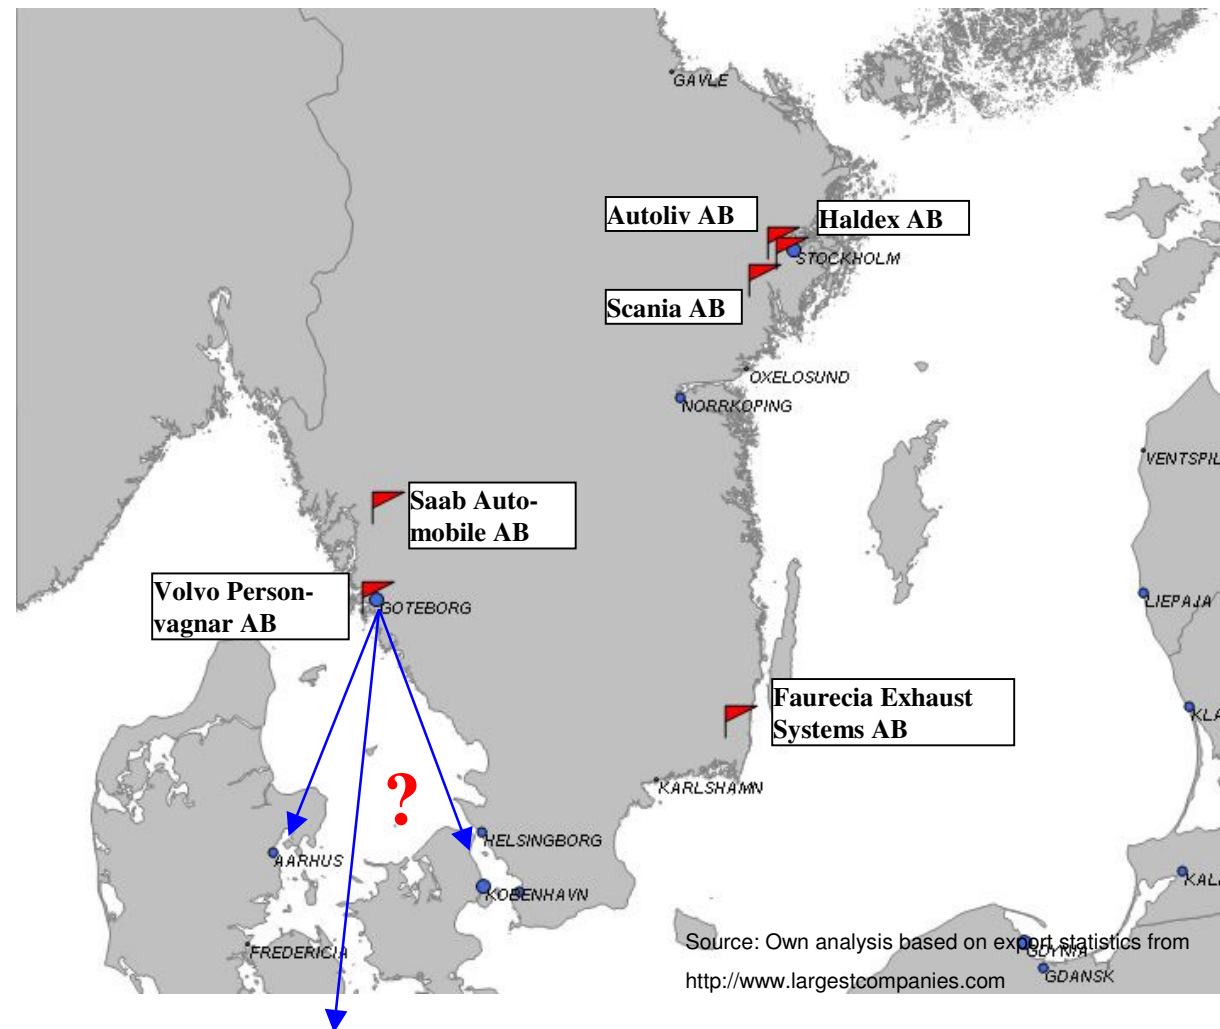 GAVLE
Autoliv AB
Haldex AB
STOCKHOLM
Scania AB
OXELOSUND
NORRKOPING
VENTSPIL
Saab Auto-
mobile AB
Volvo Person-
vagnar AB
GOTEBORG
LIEPAJA
Faurecia Exhaust
Systems AB
KLA
?
KARLSHAMN
HELSINGBORG
AARHUS
KOBENHAVN
KAL
FREDERICIA
Source: Own analysis based on export statistics from
GDYNIA
http://www.largestcompanies.com
GDANSK